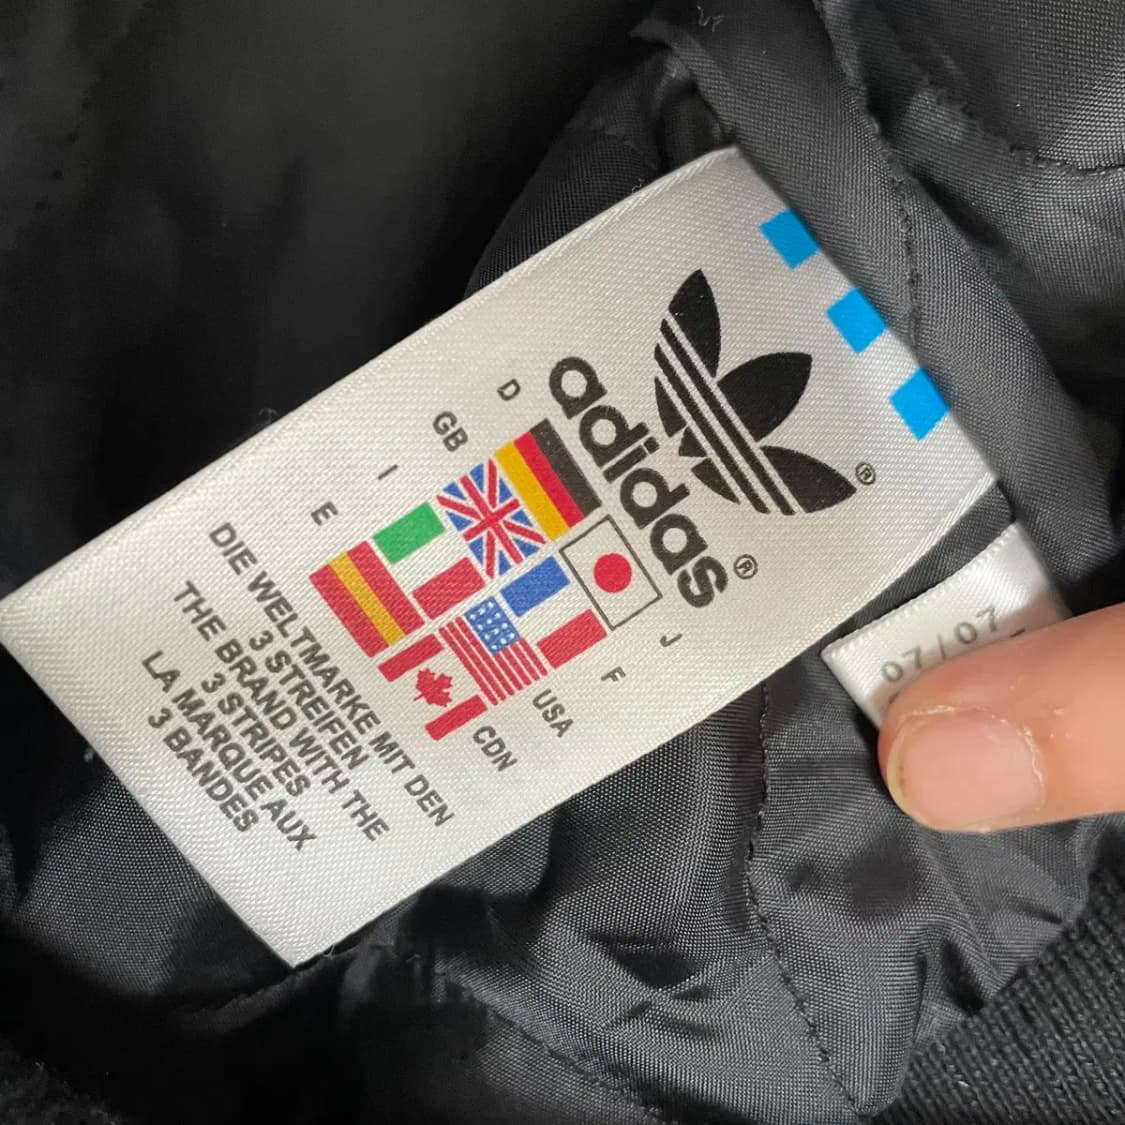 ®
adidas®
D
GB
I
E
J
F
USA
CDN
DIE WELTMARKE MIT DEN
3 STREIFEN
THE BRAND WITH THE
3 STRIPES
LA MARQUE AUX
3 BANDES
07/07